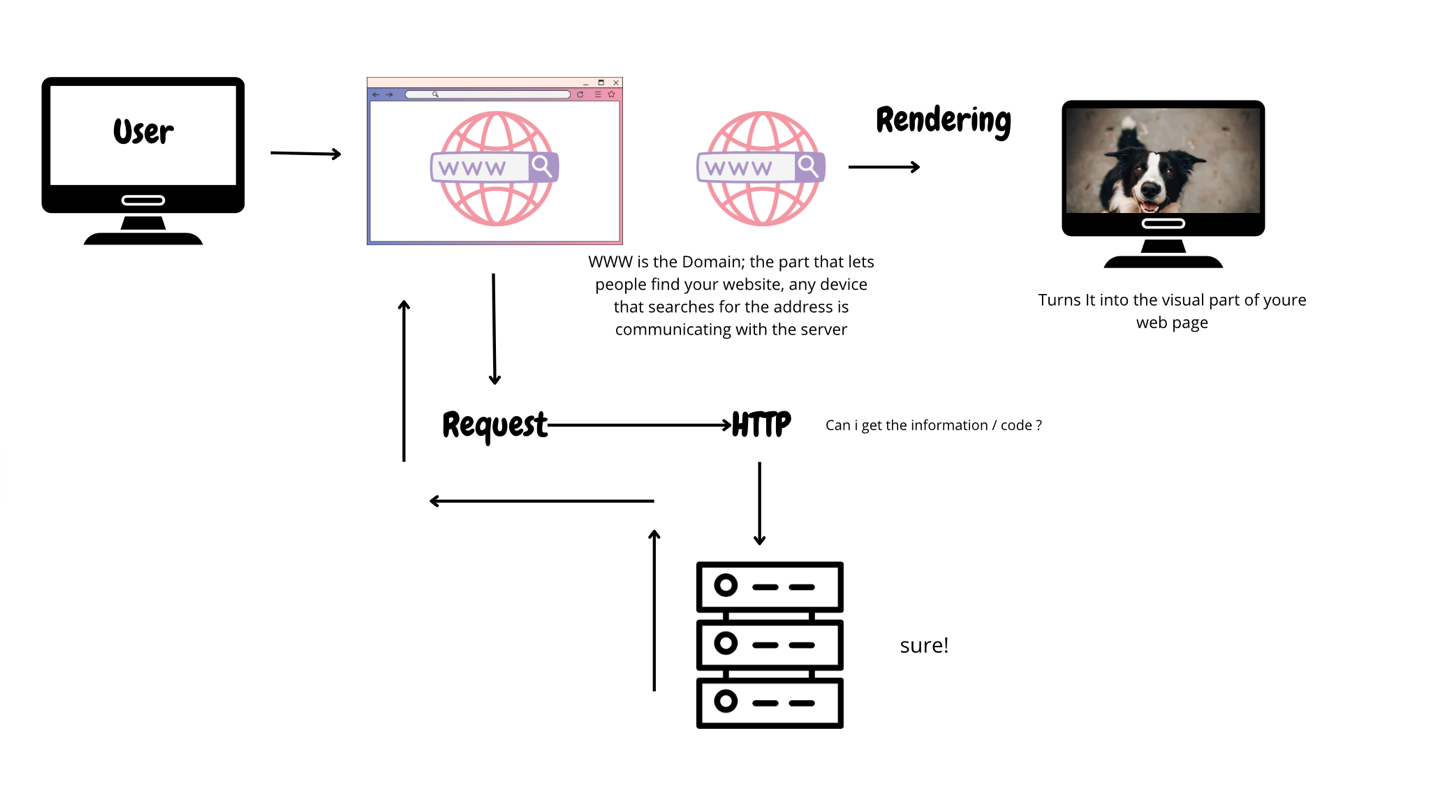 User
WWW
WWW
Rendering
WWW is the Domain; the part that lets
people find your website, any device
that searches for the address is
communicating with the server
Turns It into the visual part of youre
web page
Request
HTTP
Can i get the information / code ?
sure!